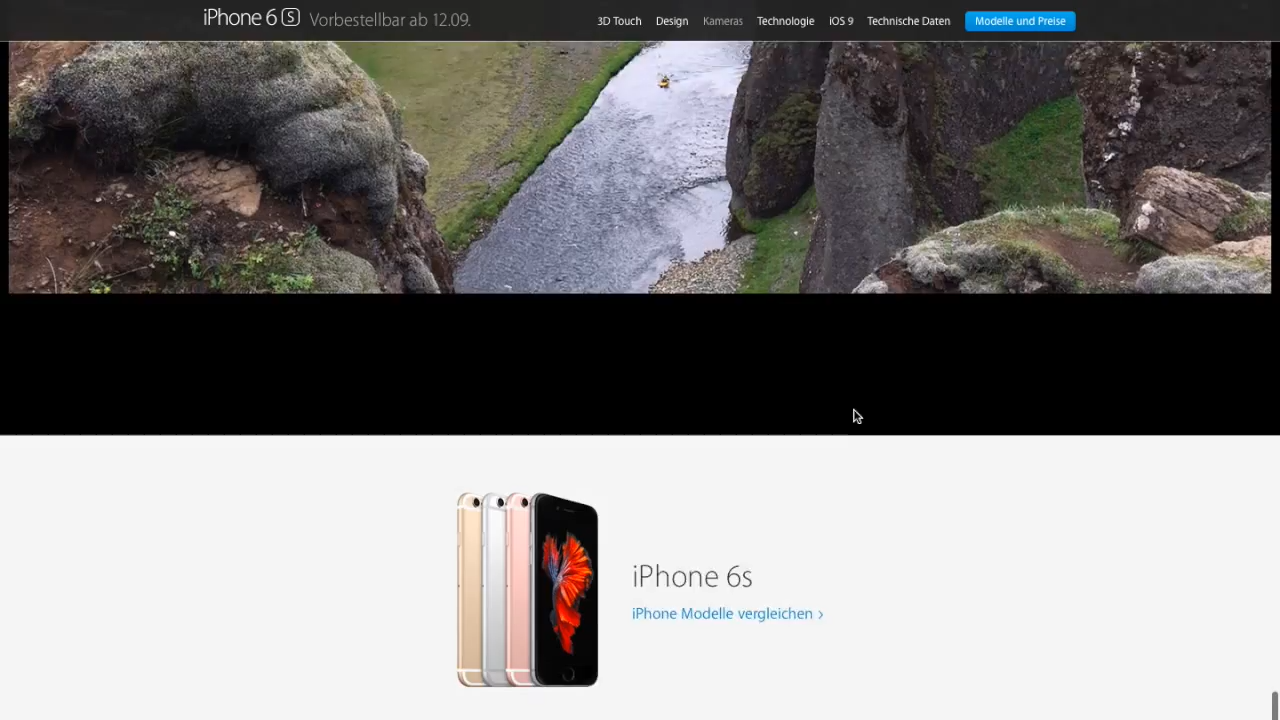 iPhone 6 S Vorbestellbar ab 12.09.
3D Touch Design Kameras Technologie iOS 9 Technische Daten Modelle und Preise
iPhone 6s
iPhone Modelle vergleichen >